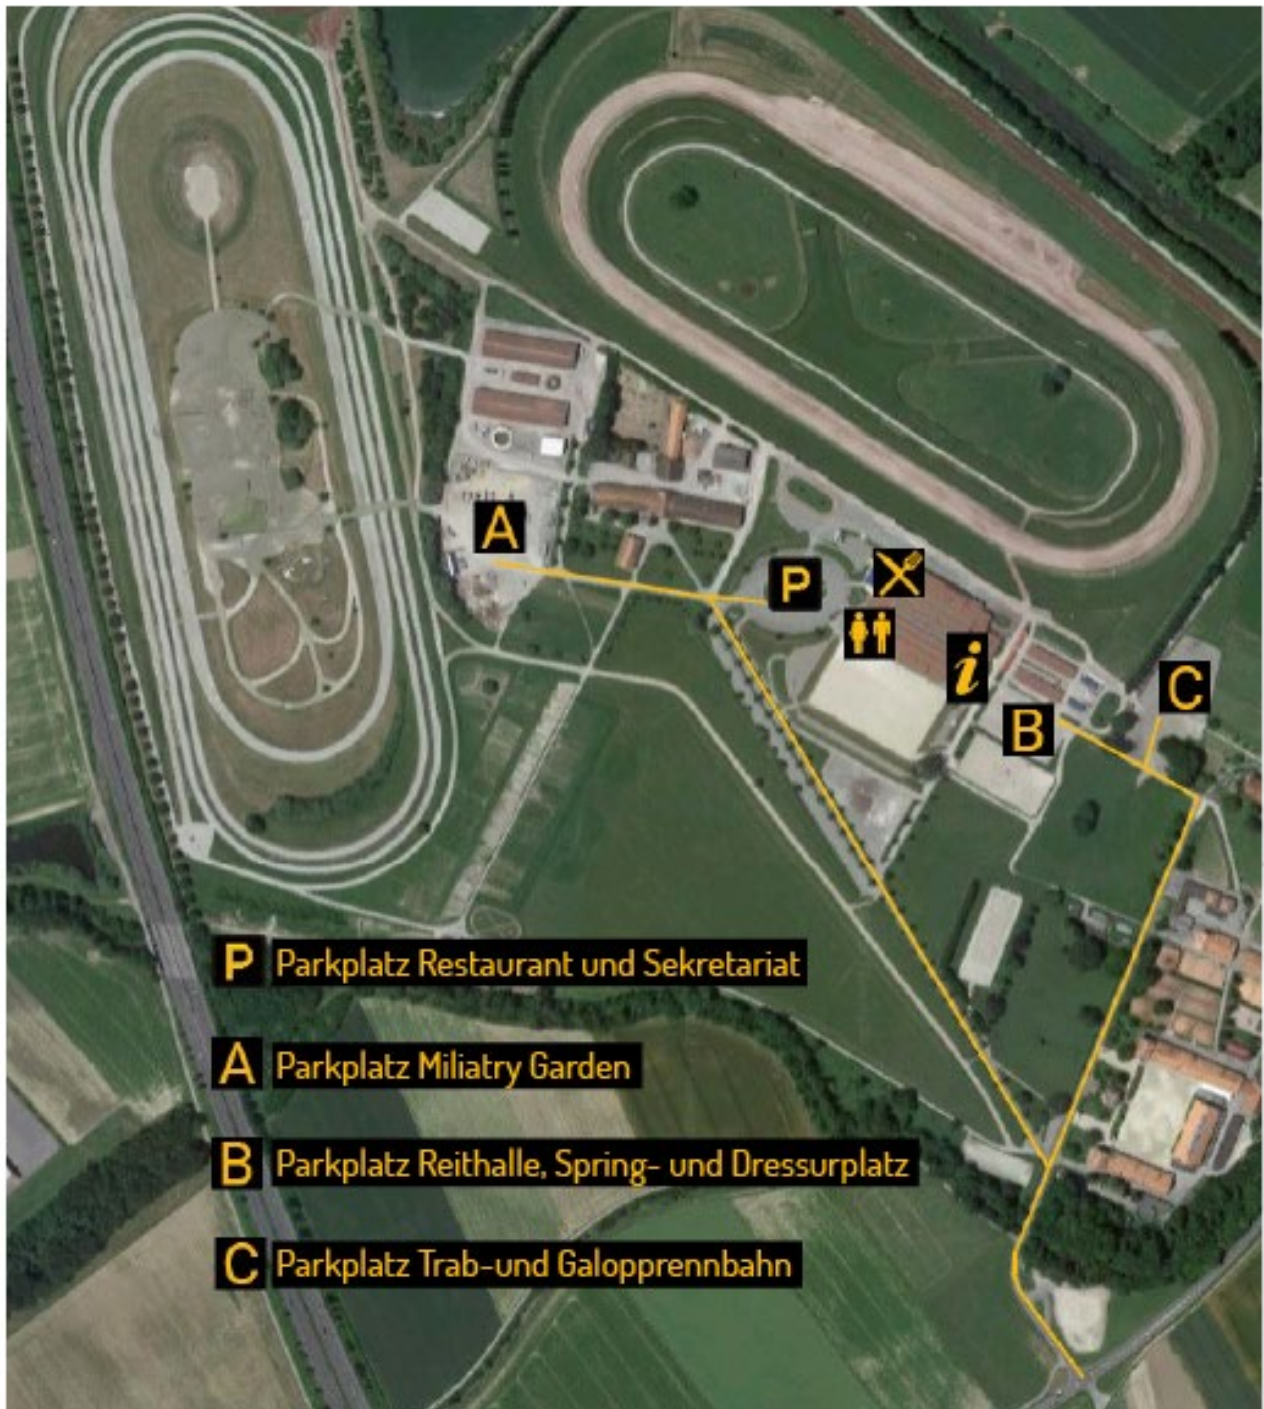 A
P
i
C
B
P Parkplatz Restaurant und Sekretariat
A Parkplatz Miliatry Garden
B Parkplatz Reithalle, Spring- und Dressurplatz
C Parkplatz Trab-und Galopprennbahn